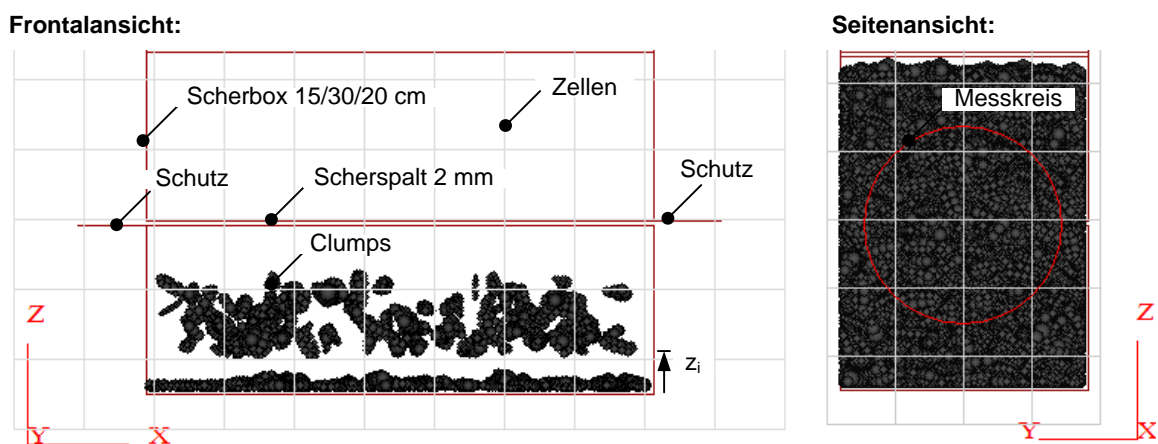 Frontalansicht:
Seitenansicht:
Scherbox 15/30/20 cm
Zellen
Messkreis
Schutz
Scherspalt 2 mm
Schutz
Clumps
Z
Z
zi
Y
X
Y
X